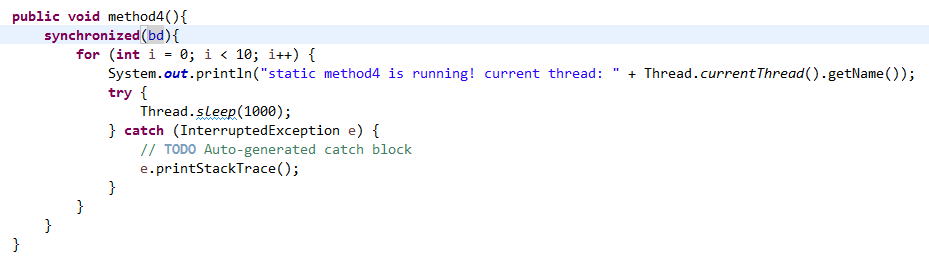 public void method4(){
    synchronized(bd){
        for (int i = 0; i < 10; i++) {
            System.out.println("static method4 is running! current thread: " + Thread.currentThread().getName());
            try {
                Thread.sleep(1000);
            } catch (InterruptedException e) {
                // TODO Auto-generated catch block
                e.printStackTrace();
            }
        }
    }
}